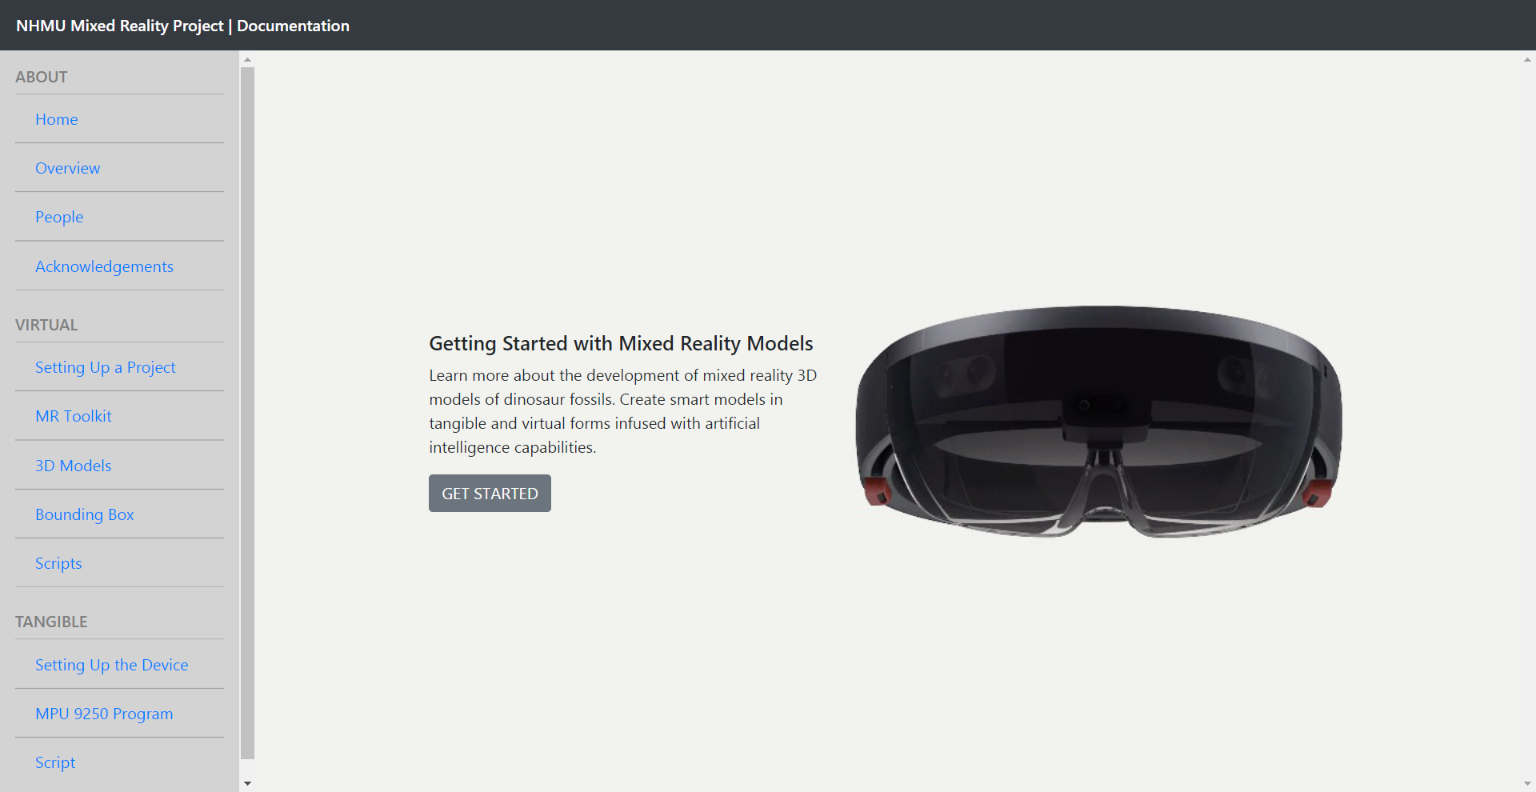 NHMU Mixed Reality Project | Documentation
ABOUT
Home
Overview
People
Acknowledgements
VIRTUAL
Setting Up a Project
MR Toolkit
3D Models
Bounding Box
Scripts
TANGIBLE
Setting Up the Device
MPU 9250 Program
Script
Getting Started with Mixed Reality Models
Learn more about the development of mixed reality 3D
models of dinosaur fossils. Create smart models in
tangible and virtual forms infused with artificial
intelligence capabilities.
GET STARTED